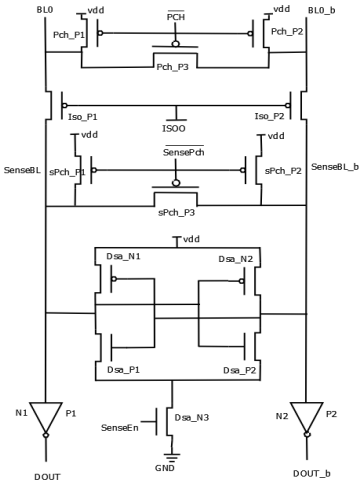 BL0
vdd
PCH
vdd
BL0_b
Pch_P1
Pch_P2
Pch_P3
Iso_P1
ISOO
Iso_P2
vdd
SensePch
vdd
SenseBL
sPch_P1
sPch_P2
SenseBL_b
sPch_P3
vdd
Dsa_N1
Dsa_N2
Dsa_P1
Dsa_P2
N1
P1
Dsa_N3
N2
P2
SenseEn
GND
DOUT
DOUT_b